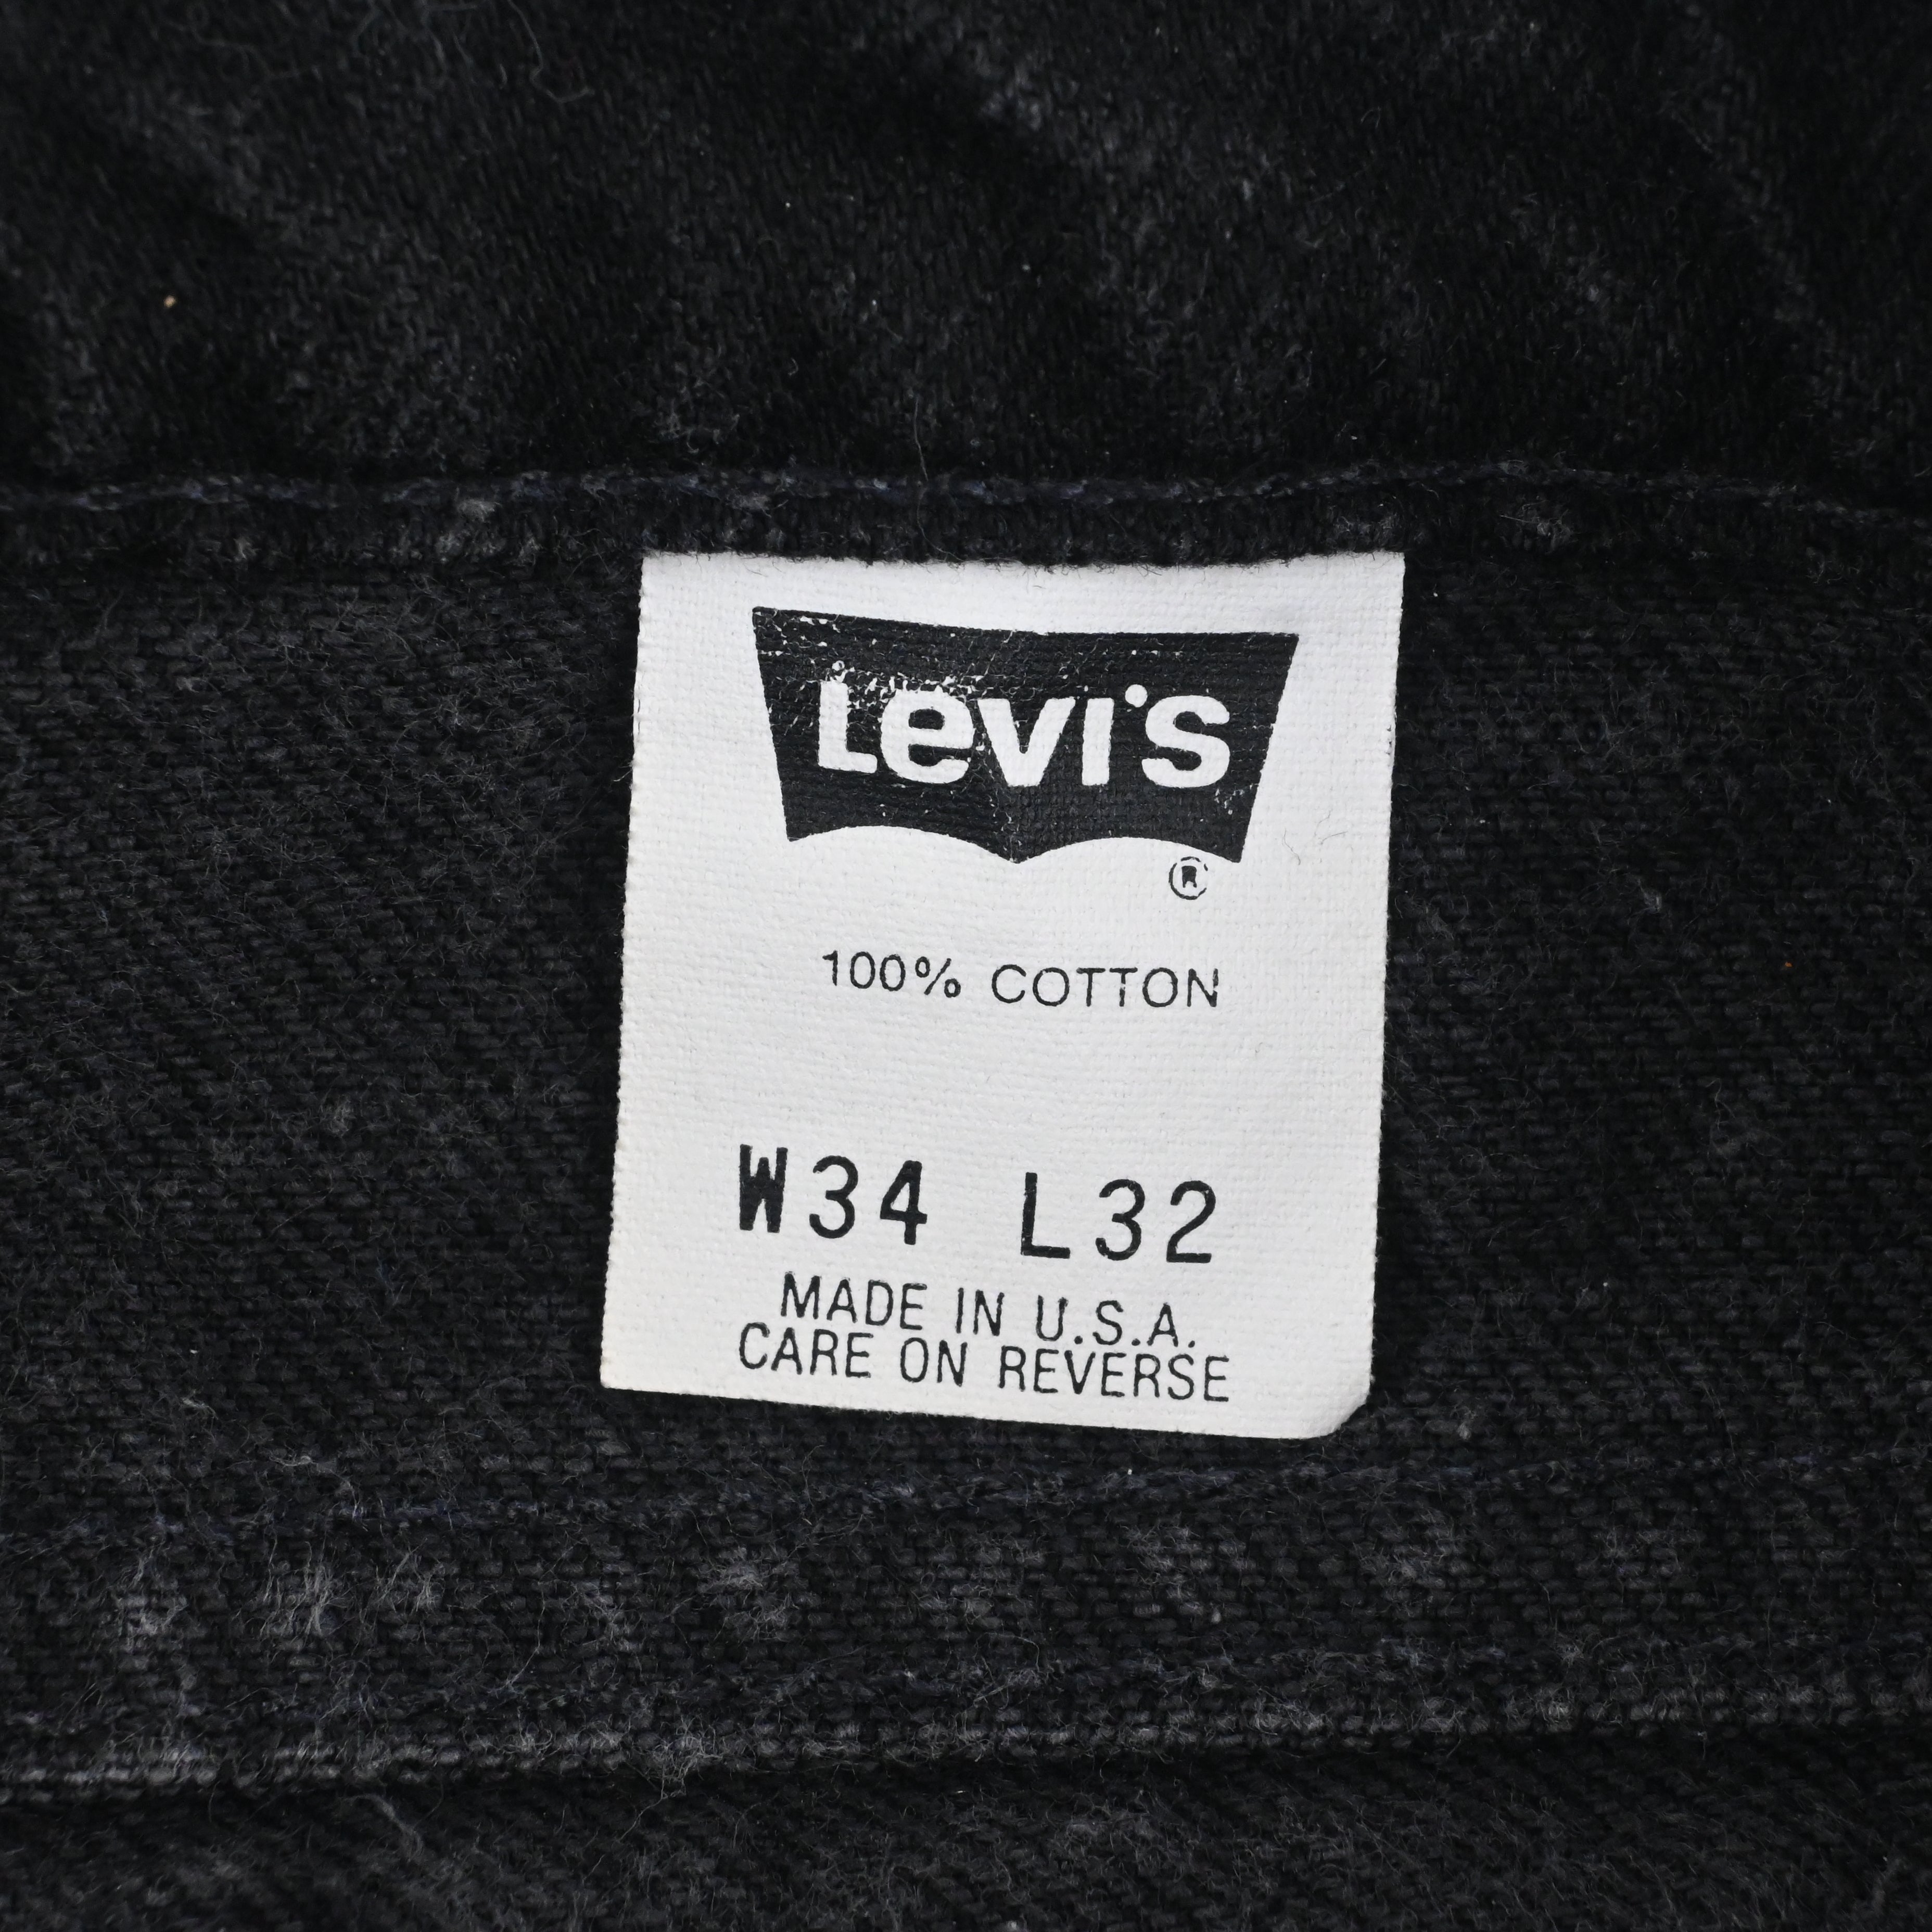 Levi's
®
100% COTTON
W34 L32
MADE IN U.S.A.
CARE ON REVERSE